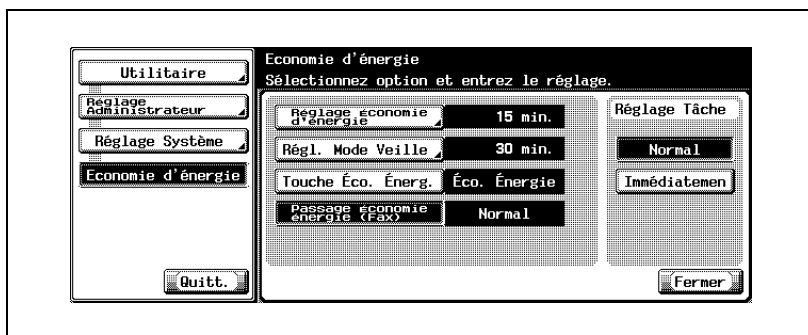 Utilitaire
Réglage
Administrateur
Réglage Système
Economie d'énergie
Quitt.
Economie d'énergie
Sélectionnez option et entrez le réglage.
Réglage économie
d'énergie
15 min.
Régl. Mode Veille
30 min.
Touche Éco. Énerg.
Éco. Énergie
Passage économie
énergie (Fax)
Normal
Réglage Tâche
Normal
Immédiatemen
Fermer